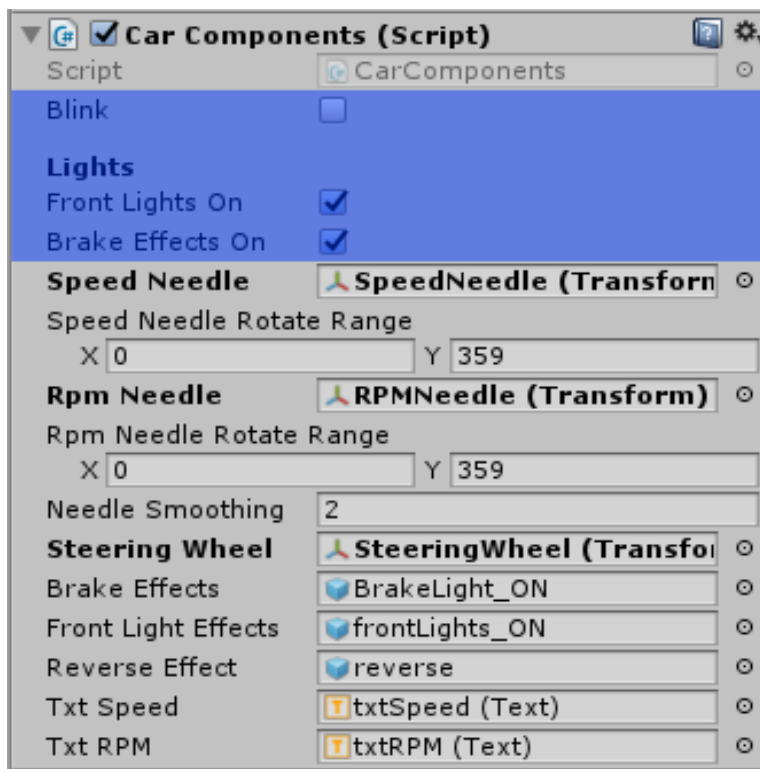 Car Components (Script)
Script CarComponents
Blink
Lights
Front Lights On
Brake Effects On
Speed Needle SpeedNeedle (Transforn
Speed Needle Rotate Range
X 0 Y 359
Rpm Needle RPMNeedle (Transform)
Rpm Needle Rotate Range
X 0 Y 359
Needle Smoothing 2
Steering Wheel SteeringWheel (Transfo
Brake Effects BrakeLight_ON
Front Light Effects frontLights_ON
Reverse Effect reverse
Txt Speed txtSpeed (Text)
Txt RPM txtRPM (Text)